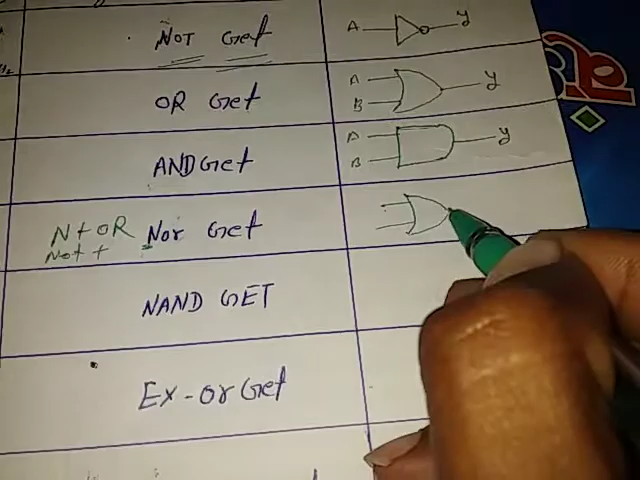 NOT Get A y
OR Get A B y
AND Get A B y
N + OR Nor Get
Not +
NAND GET
Ex-or Get